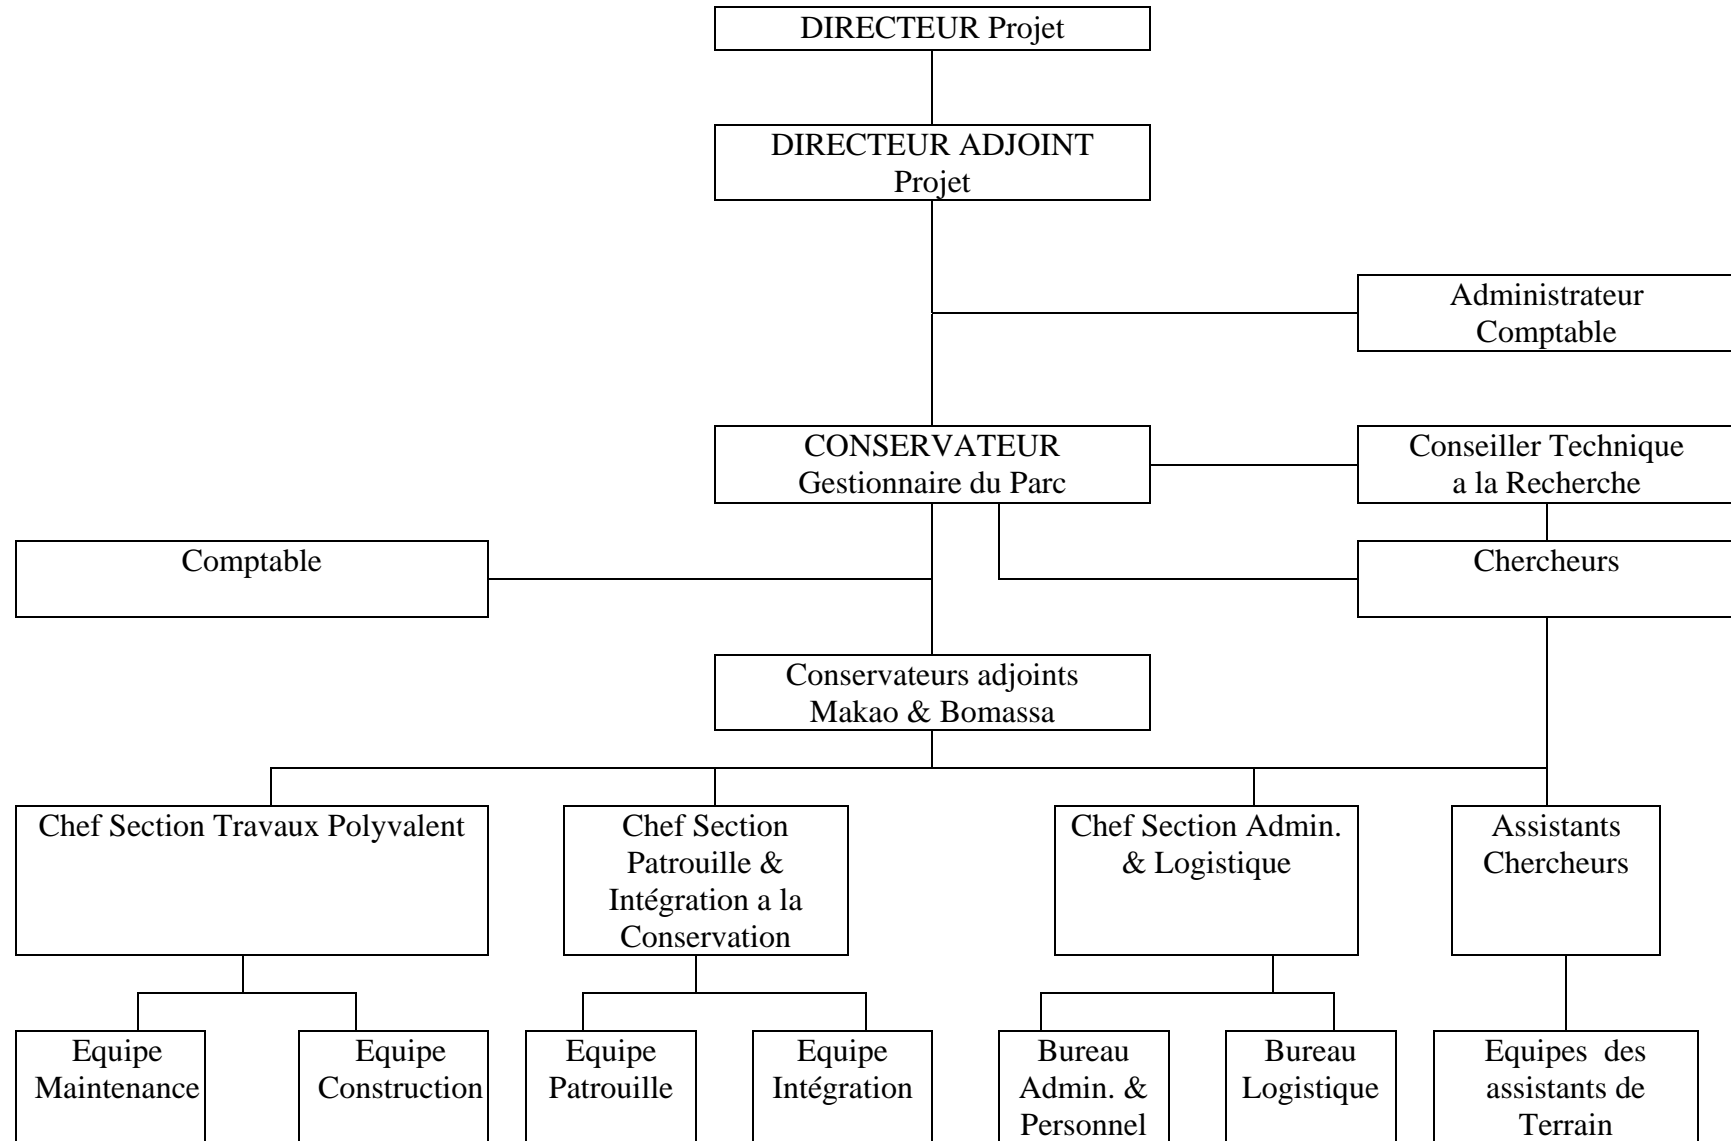 DIRECTEUR Projet
DIRECTEUR ADJOINT
Projet
Administrateur
Comptable
CONSERVATEUR
Gestionnaire du Parc
Conseiller Technique
a la Recherche
Comptable
Chercheurs
Conservateurs adjoints
Makao & Bomassa
Chef Section Travaux Polyvalent
Chef Section
Patrouille &
Intégration a la
Conservation
Chef Section Admin.
& Logistique
Assistants
Chercheurs
Equipe
Maintenance
Equipe
Construction
Equipe
Patrouille
Equipe
Intégration
Bureau
Admin. &
Personnel
Bureau
Logistique
Equipes des
assistants de
Terrain